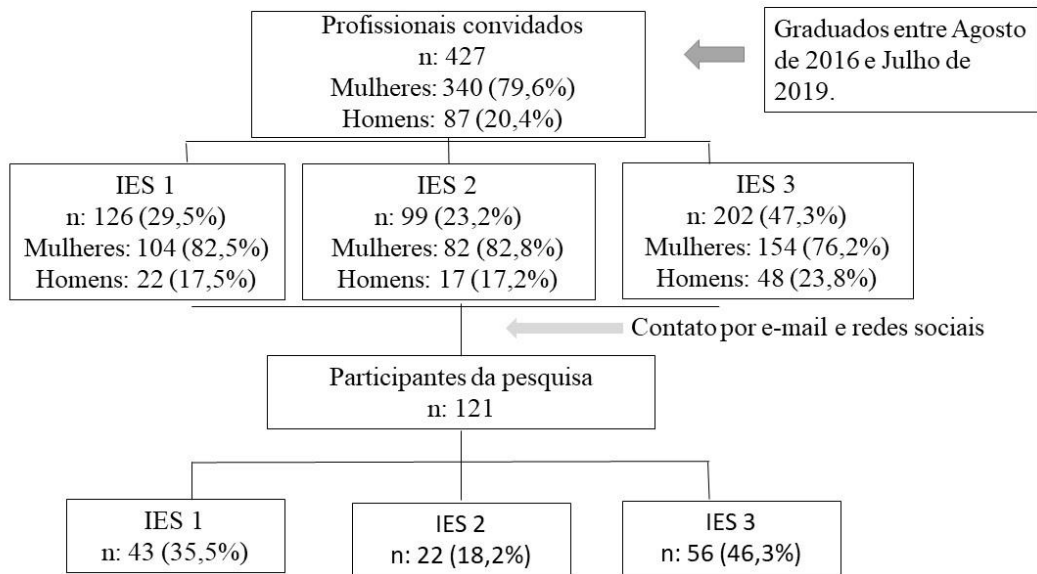 Profissionais convidados
n: 427
Mulheres: 340 (79,6%)
Homens: 87 (20,4%)
Graduados entre Agosto
de 2016 e Julho de
2019.
IES 1
n: 126 (29,5%)
Mulheres: 104 (82,5%)
Homens: 22 (17,5%)
IES 2
n: 99 (23,2%)
Mulheres: 82 (82,8%)
Homens: 17 (17,2%)
IES 3
n: 202 (47,3%)
Mulheres: 154 (76,2%)
Homens: 48 (23,8%)
Contato por e-mail e redes sociais
Participantes da pesquisa
n: 121
IES 1
n: 43 (35,5%)
IES 2
n: 22 (18,2%)
IES 3
n: 56 (46,3%)